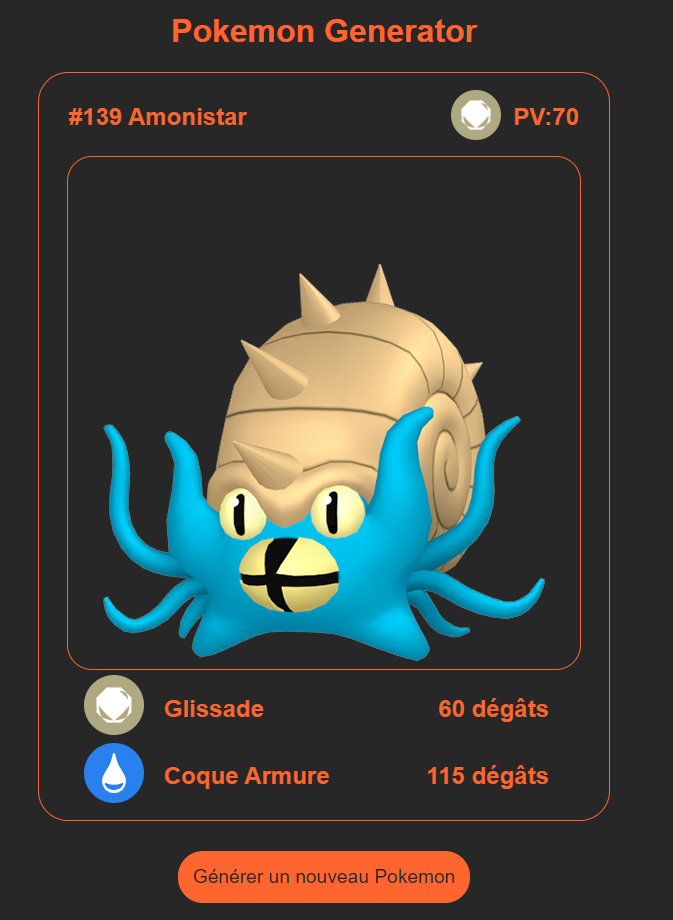 Pokemon Generator
#139 Amonistar PV:70
Glissade 60 dégâts
Coque Armure 115 dégâts
Générer un nouveau Pokemon